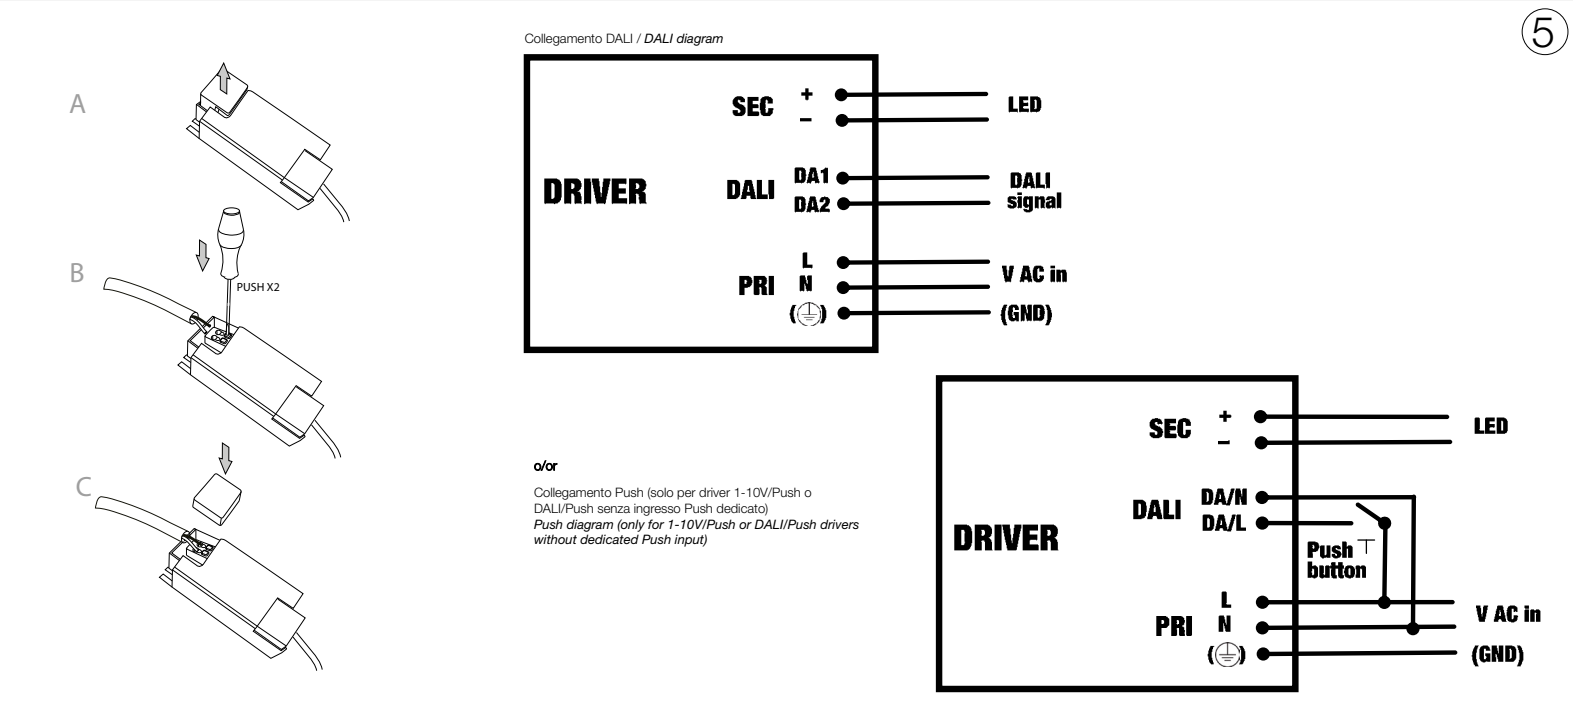 5
A
B
PUSH X2
C
Collegamento DALI / DALI diagram
DRIVER
SEC
+
–
LED
DALI
DA1
DA2
DALI
signal
PRI
L
N
( )
V AC in
(GND)
o/or
Collegamento Push (solo per driver 1-10V/Push o
DALI/Push senza ingresso Push dedicato)
Push diagram (only for 1-10V/Push or DALI/Push drivers
without dedicated Push input)
DRIVER
SEC
+
–
LED
DALI
DA/N
DA/L
Push
button
PRI
L
N
( )
V AC in
(GND)